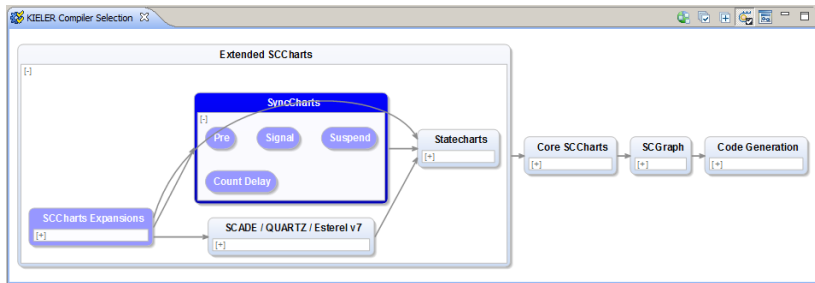 KIELER Compiler Selection
Extended SCCharts
[-]
SyncCharts
[-]
Pre
Signal
Suspend
Count Delay
Statecharts
[+]
Core SCCharts
[+]
SCGraph
[+]
Code Generation
[+]
SCCharts Expansions
[+]
SCADE / QUARTZ / Esterel v7
[+]